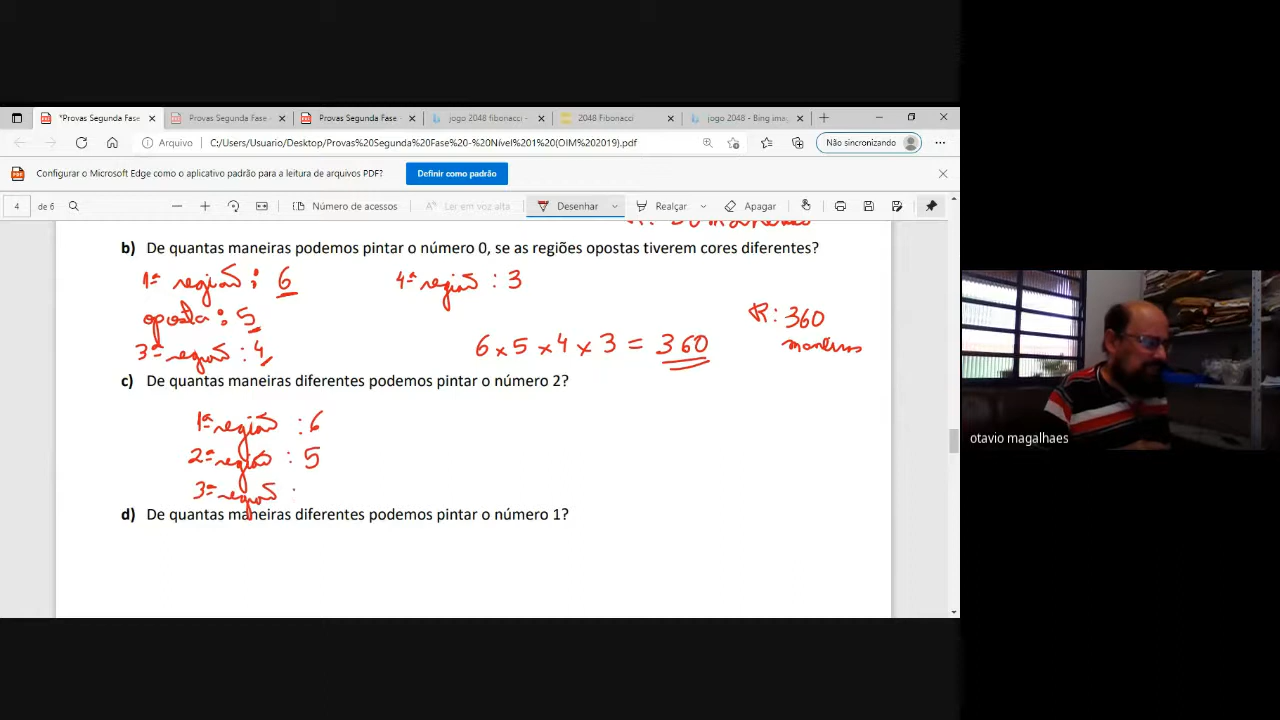 *Provas Segunda Fase
Provas Segunda Fase -
Provas Segunda Fase -
jogo 2048 fibonacci -
2048 Fibonacci
jogo 2048 - Bing ima
Arquivo
C:/Users/Usuario/Desktop/Provas%20Segunda%20Fase%20-%20Nível%201%20(OIM%202019).pdf
Não sincronizando
Configurar o Microsoft Edge como o aplicativo padrão para a leitura de arquivos PDF?
Definir como padrão
4 de 6
Número de acessos
Ler em voz alta
Desenhar
Realçar
Apagar
b) De quantas maneiras podemos pintar o número 0, se as regiões opostas tiverem cores diferentes?
1ª região : 6
4ª região : 3
oposta : 5
R: 360
maneiras
3ª região : 4
6 x 5 x 4 x 3 = 360
c) De quantas maneiras diferentes podemos pintar o número 2?
1ª região : 6
2ª região : 5
3ª região :
d) De quantas maneiras diferentes podemos pintar o número 1?
otavio magalhaes